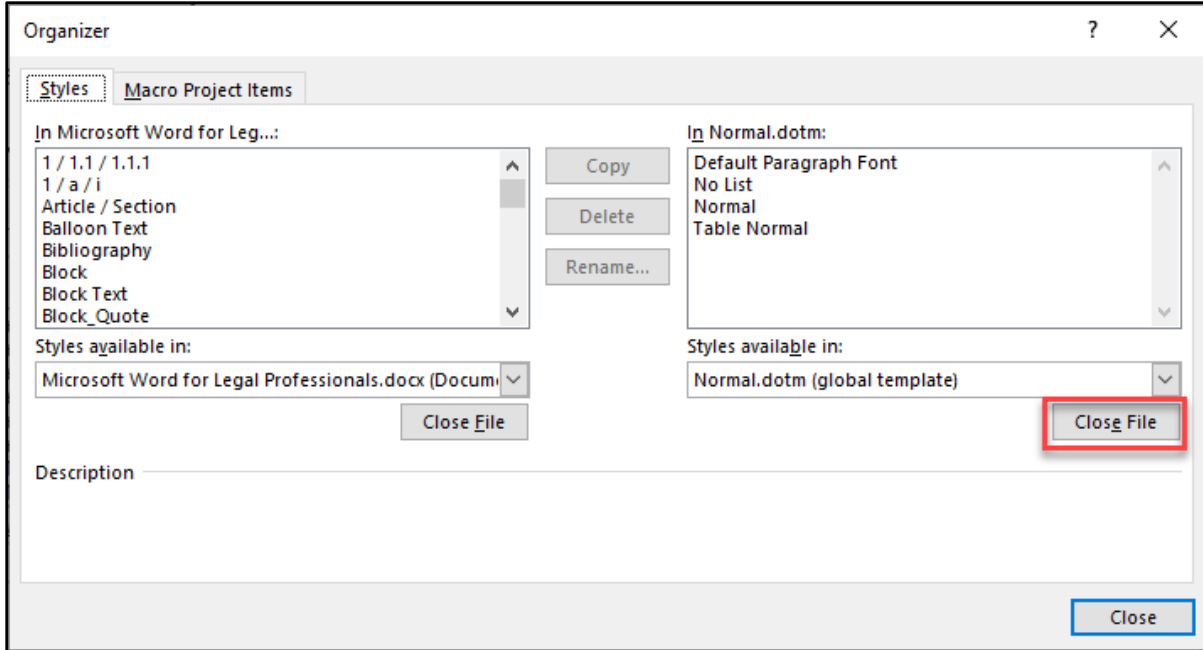 Organizer
?
Styles
Macro Project Items
In Microsoft Word for Leg...:
1 / 1.1 / 1.1.1
1 / a / i
Article / Section
Balloon Text
Bibliography
Block
Block Text
Block_Quote
Copy
Delete
Rename...
In Normal.dotm:
Default Paragraph Font
No List
Normal
Table Normal
Styles available in:
Microsoft Word for Legal Professionals.docx (Docum
Close File
Styles available in:
Normal.dotm (global template)
Close File
Description
Close